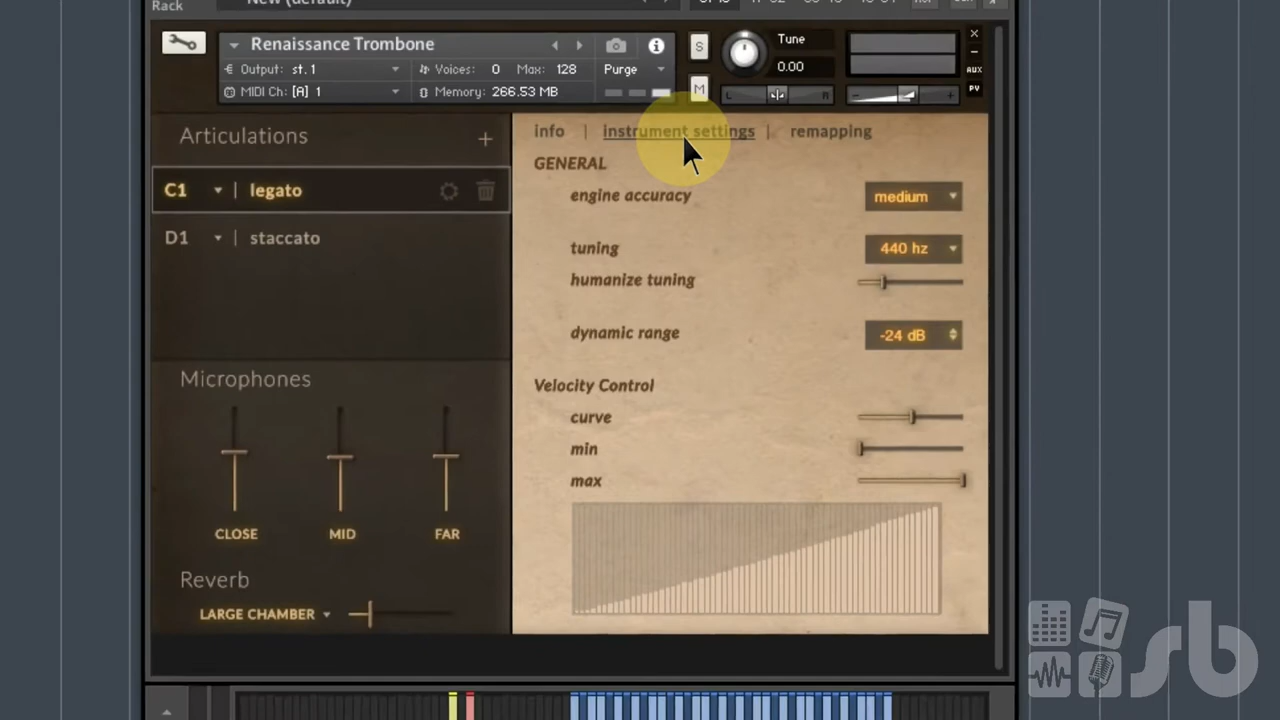 Rack
New (default)
Renaissance Trombone
S
Tune
0.00
Output: st.1
Voices: 0 Max: 128
Purge
MIDI Ch: [A] 1
Memory: 266.53 MB
M
L
R
AUX
PV
Articulations
+
C1 | legato
D1 | staccato
Microphones
CLOSE MID FAR
Reverb
LARGE CHAMBER
info | instrument settings | remapping
GENERAL
engine accuracy medium
tuning 440 hz
humanize tuning
dynamic range -24 dB
Velocity Control
curve
min
max
sb